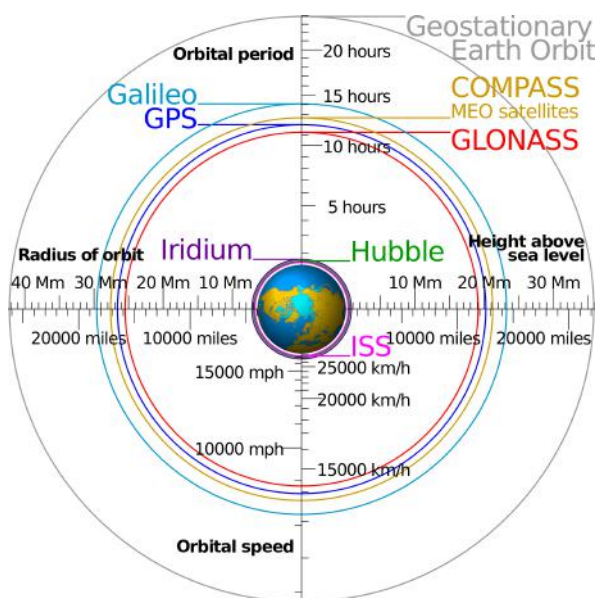 Geostationary
Earth Orbit
Orbital period
20 hours
Galileo
15 hours
COMPASS
GPS
MEO satellites
GLONASS
10 hours
5 hours
Radius of orbit
Iridium
Hubble
Height above
sea level
40 Mm 30 Mm 20 Mm 10 Mm 10 Mm 20 Mm 30 Mm
20000 miles 10000 miles 10000 miles 20000 miles
ISS
15000 mph 25000 km/h
20000 km/h
10000 mph
15000 km/h
Orbital speed